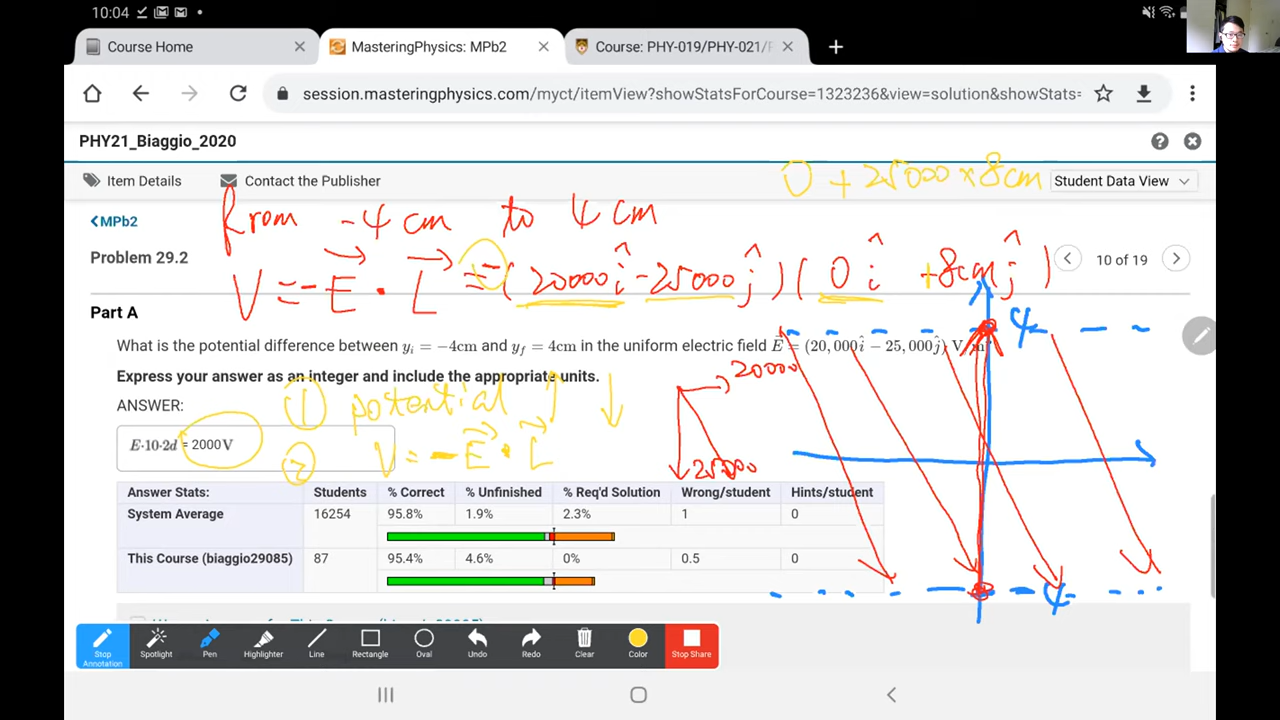 10:04
Course Home
MasteringPhysics: MPb2
Course: PHY-019/PHY-021/F
session.masteringphysics.com/myct/itemView?showStatsForCourse=1323236&view=solution&showStats=
PHY21_Biaggio_2020
Item Details
Contact the Publisher
0 + 25000 × 8cm
Student Data View
MPb2
from -4 cm to 4 cm
Problem 29.2
10 of 19
V = -E⃗ · L⃗ = -(20000î - 25000ĵ)(0î + 8cmĵ)
Part A
4
What is the potential difference between yᵢ = −4cm and y_f = 4cm in the uniform electric field E⃗ = (20,000î − 25,000ĵ) V/m?
Express your answer as an integer and include the appropriate units.
20000
① potential ↑ ↓
ANSWER:
E·10·2d = 2000 V
② V = -E⃗ · L⃗
25000
Answer Stats: Students % Correct % Unfinished % Req'd Solution Wrong/student Hints/student
System Average 16254 95.8% 1.9% 2.3% 1 0
This Course (biaggio29085) 87 95.4% 4.6% 0% 0.5 0
-4
Stop Annotation
Spotlight
Pen
Highlighter
Line
Rectangle
Oval
Undo
Redo
Clear
Color
Stop Share